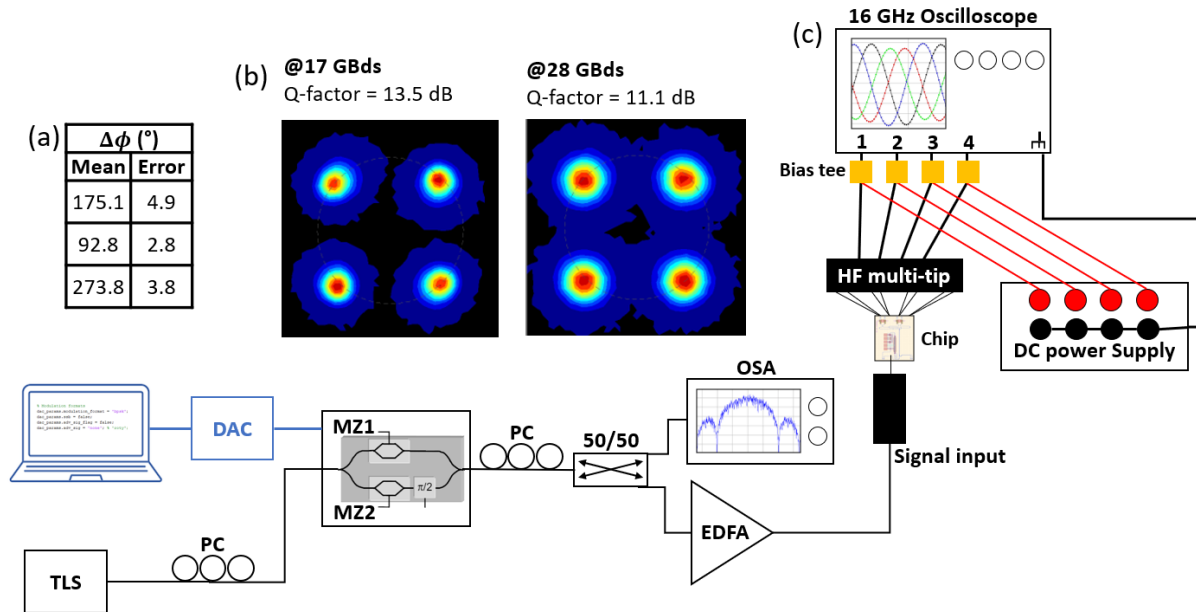 (a)
Δϕ (°)
Mean Error
175.1 4.9
92.8 2.8
273.8 3.8
(b)
@17 GBds
Q-factor = 13.5 dB
@28 GBds
Q-factor = 11.1 dB
(c)
16 GHz Oscilloscope
1 2 3 4
Bias tee
HF multi-tip
Chip
DC power Supply
Signal input
OSA
DAC
MZ1
π/2
MZ2
PC
50/50
EDFA
PC
TLS